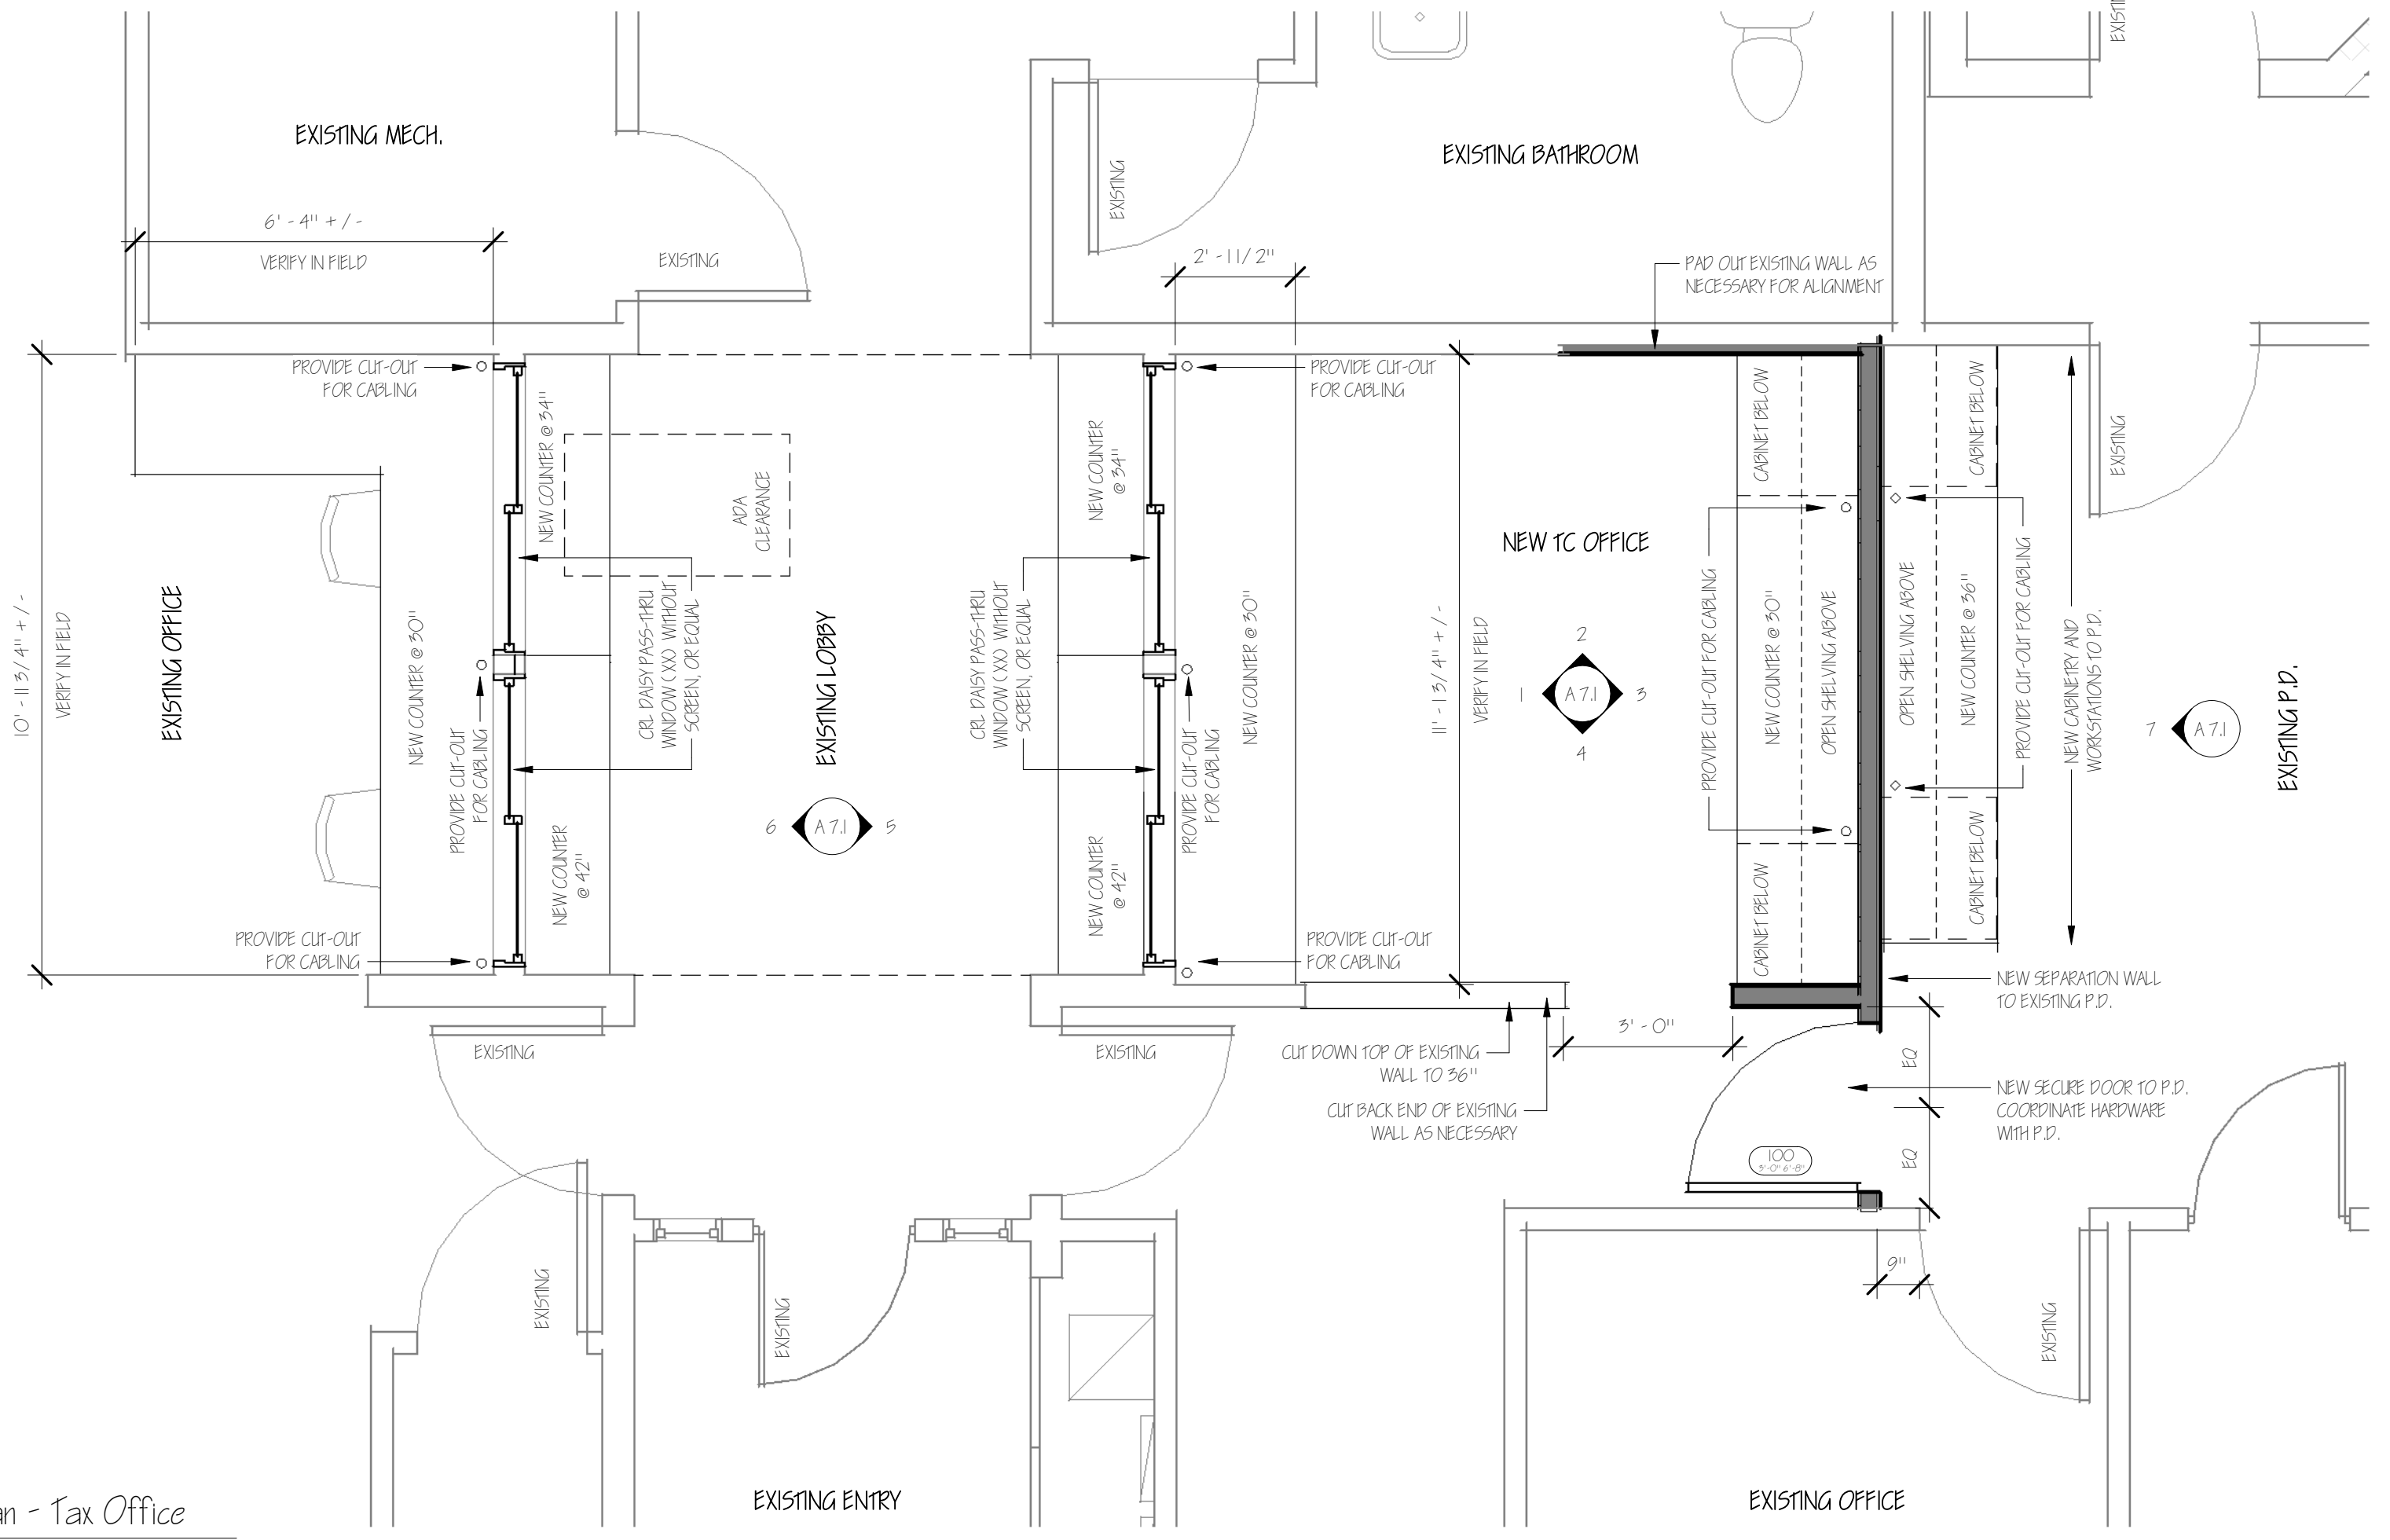 EXISTING
EXISTING MECH.
EXISTING BATHROOM
EXISTING
6' - 4" + / -
VERIFY IN FIELD
EXISTING
2' - 1 1/2"
PAD OUT EXISTING WALL AS
NECESSARY FOR ALIGNMENT
PROVIDE CUT-OUT
FOR CABLING
NEW COUNTER @ 34"
ADA
CLEARANCE
NEW COUNTER
@ 34"
PROVIDE CUT-OUT
FOR CABLING
CABINET BELOW
CABINET BELOW
EXISTING
10' - 11 3/4" + / -
VERIFY IN FIELD
EXISTING OFFICE
NEW COUNTER @ 30"
PROVIDE CUT-OUT
FOR CABLING
CRL DAISY PASS-THRU
WINDOW (XX) WITHOUT
SCREEN, OR EQUAL
EXISTING LOBBY
6
A 7.1
5
CRL DAISY PASS-THRU
WINDOW (XX) WITHOUT
SCREEN, OR EQUAL
PROVIDE CUT-OUT
FOR CABLING
NEW COUNTER @ 30"
11' - 1 3/4" + / -
VERIFY IN FIELD
NEW TC OFFICE
2
1
A 7.1
3
4
PROVIDE CUT-OUT FOR CABLING
NEW COUNTER @ 30"
OPEN SHELVING ABOVE
OPEN SHELVING ABOVE
NEW COUNTER @ 36"
PROVIDE CUT-OUT FOR CABLING
NEW CABINETRY AND
WORKSTATIONS TO P.D.
7
A 7.1
EXISTING P.D.
NEW COUNTER
@ 42"
NEW COUNTER
@ 42"
CABINET BELOW
CABINET BELOW
PROVIDE CUT-OUT
FOR CABLING
PROVIDE CUT-OUT
FOR CABLING
NEW SEPARATION WALL
TO EXISTING P.D.
EXISTING
EXISTING
CUT DOWN TOP OF EXISTING
WALL TO 36"
CUT BACK END OF EXISTING
WALL AS NECESSARY
3' - 0"
EQ
EQ
NEW SECURE DOOR TO P.D.
COORDINATE HARDWARE
WITH P.D.
100
3'-0" 6'-8"
9"
EXISTING
EXISTING
EXISTING
EXISTING ENTRY
EXISTING OFFICE
an - Tax Office